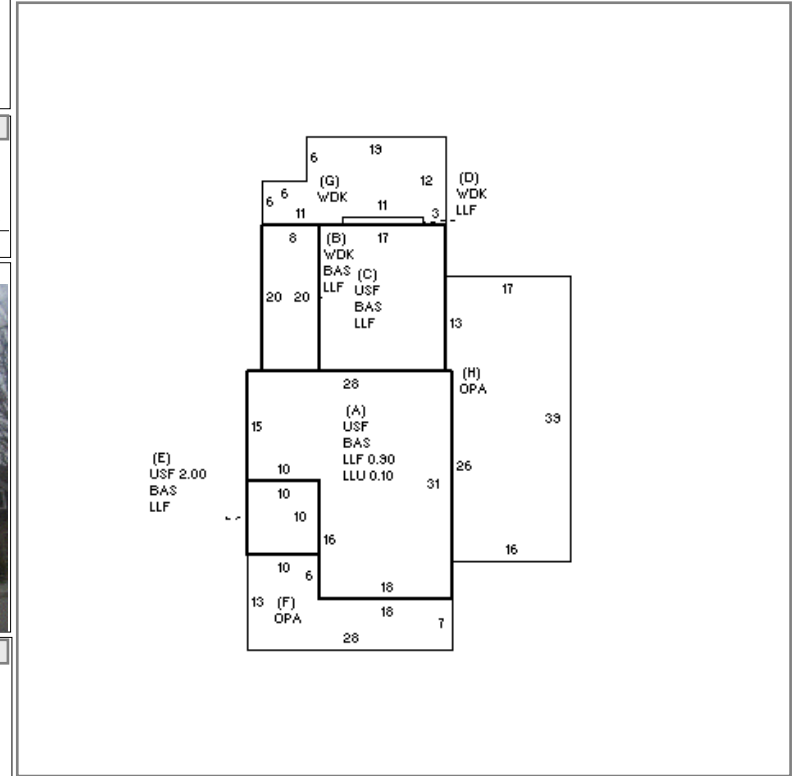 19
6
12
(G)
WDK
6
6
11
11
3
(D)
WDK
LLF
8
(B)
WDK
BAS
LLF
17
20
20
(C)
USF
BAS
LLF
17
13
39
26
16
(H)
OPA
28
(A)
USF
BAS
LLF 0.90
LLU 0.10
15
31
10
(E)
USF 2.00
BAS
LLF
10
10
16
10
6
18
13
(F)
OPA
18
7
28